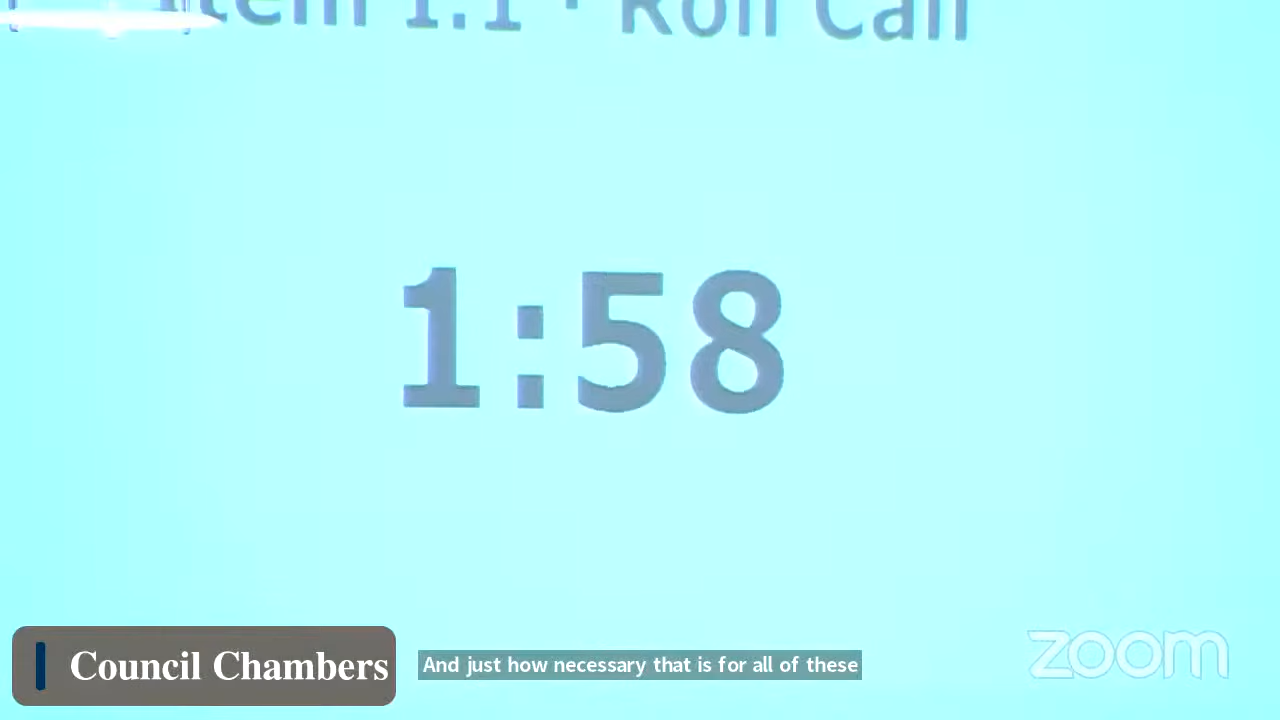 Item 1.1 · Roll Call
1:58
Council Chambers
And just how necessary that is for all of these
zoom